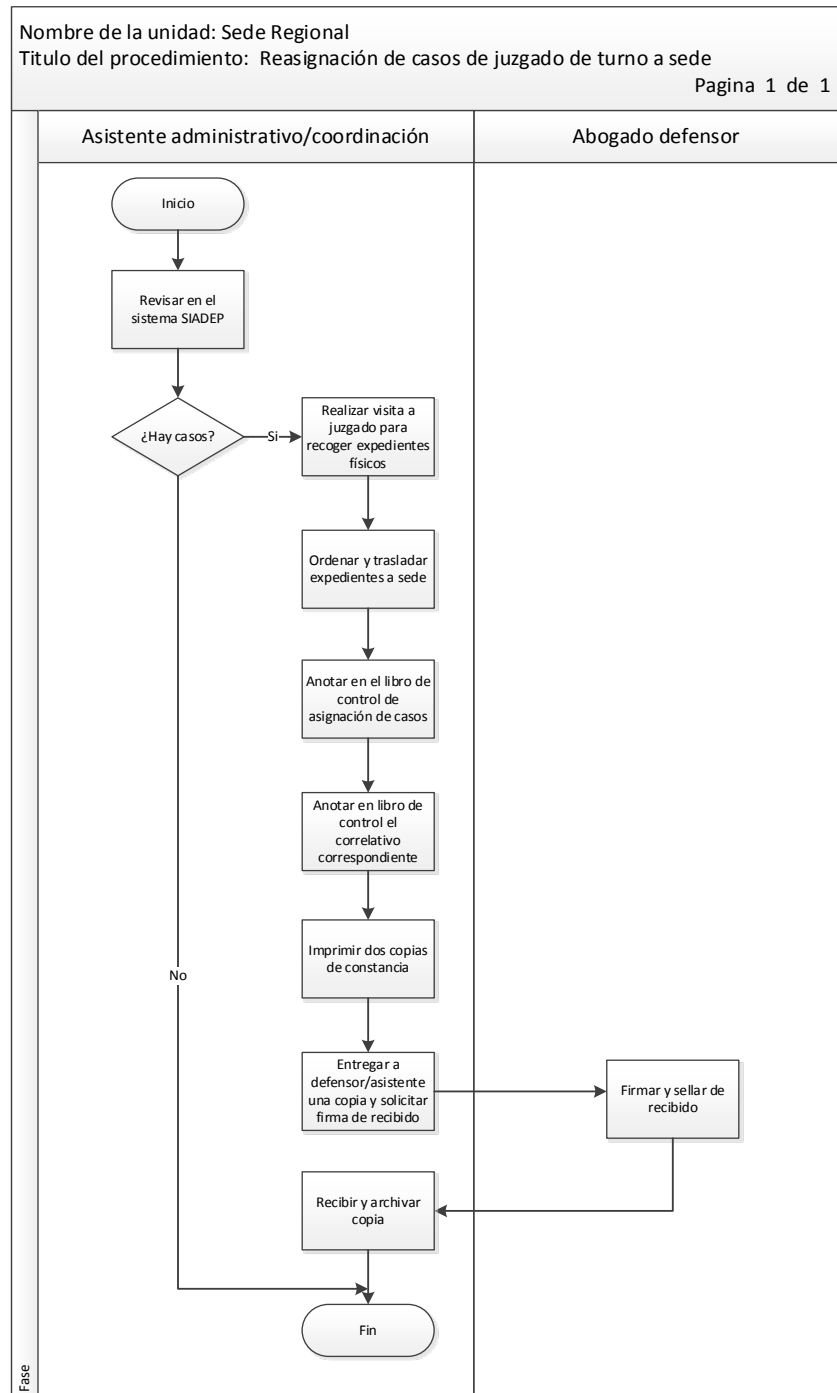 Nombre de la unidad: Sede Regional
Titulo del procedimiento: Reasignación de casos de juzgado de turno a sede
Pagina 1 de 1
Asistente administrativo/coordinación
Abogado defensor
Inicio
Revisar en el
sistema SIADEP
¿Hay casos?
Si
Realizar visita a
juzgado para
recoger expedientes
físicos
Ordenar y trasladar
expedientes a sede
Anotar en el libro de
control de
asignación de casos
Anotar en libro de
control el
correlativo
correspondiente
Imprimir dos copias
de constancia
No
Entregar a
defensor/asistente
una copia y solicitar
firma de recibido
Firmar y sellar de
recibido
Recibir y archivar
copia
Fin
Fase